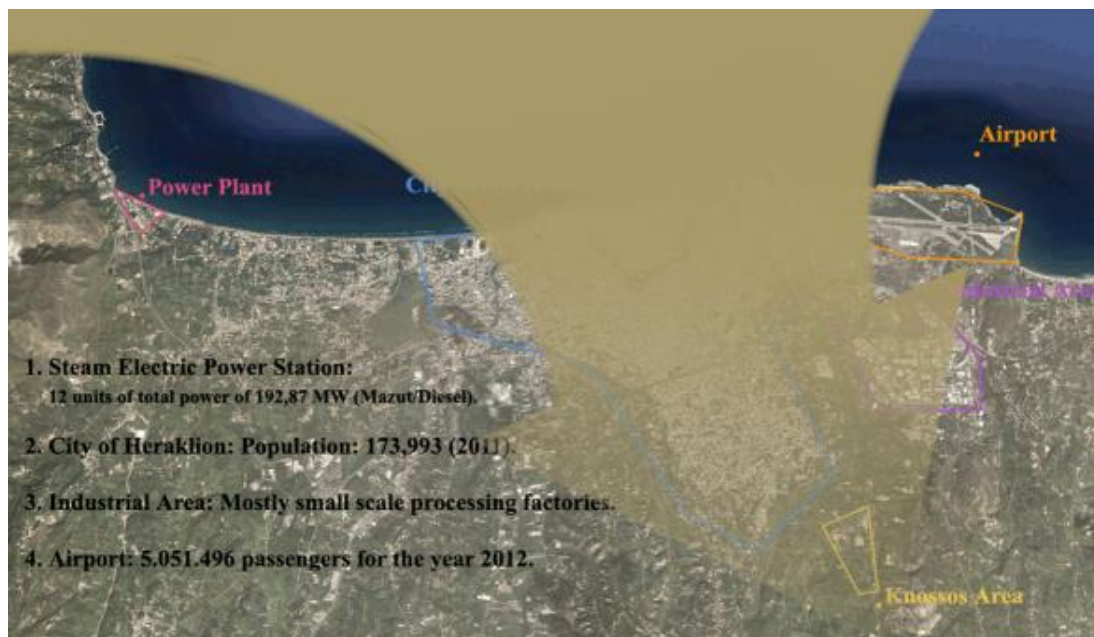 Airport
Power Plant
1. Steam Electric Power Station:
12 units of total power of 192,87 MW (Mazut/Diesel).
2. City of Heraklion: Population: 173,993 (2011).
3. Industrial Area: Mostly small scale processing factories.
4. Airport: 5.051.496 passengers for the year 2012.
Knossos Area